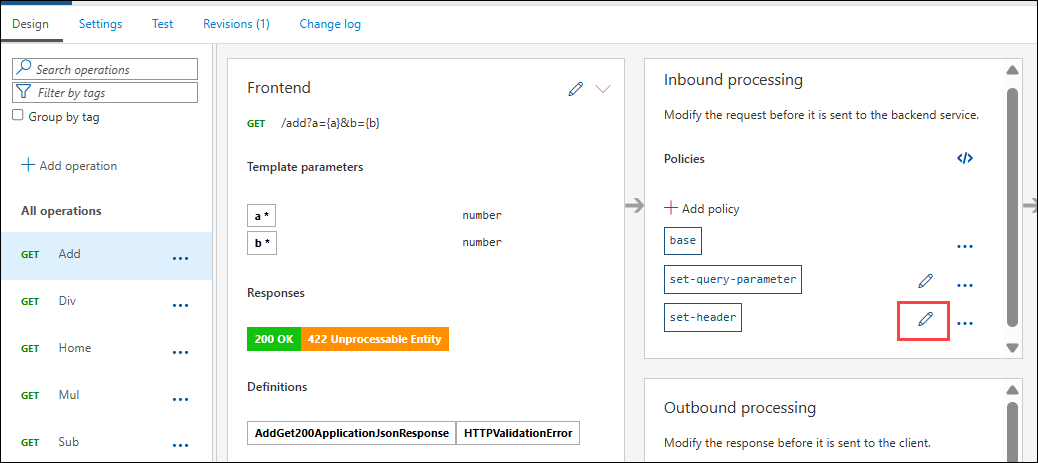 Design Settings Test Revisions (1) Change log
Search operations
Filter by tags
Group by tag
Add operation
All operations
GET Add ...
GET Div ...
GET Home ...
GET Mul ...
GET Sub ...
Frontend
GET /add?a={a}&b={b}
Template parameters
a * number
b * number
Responses
200 OK 422 Unprocessable Entity
Definitions
AddGet200ApplicationJsonResponse HTTPValidationError
Inbound processing
Modify the request before it is sent to the backend service.
Policies </>
+ Add policy
base ...
set-query-parameter ...
set-header ...
Outbound processing
Modify the response before it is sent to the client.